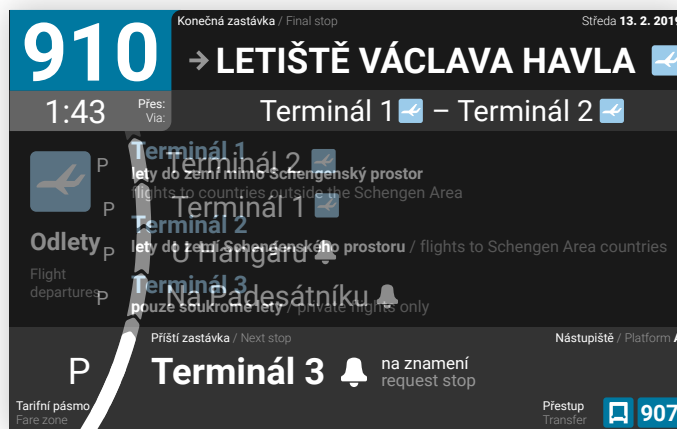 910
Konečná zastávka / Final stop
Středa 13. 2. 2019
→ LETIŠTĚ VÁCLAVA HAVLA
1:43
Přes:
Via:
Terminál 1 – Terminál 2
Odlety
Flight
departures
Terminál 1
lety do zemí mimo Schengenský prostor
flights to countries outside the Schengen Area
Terminál 2
lety do zemí Schengenského prostoru / flights to Schengen Area countries
Terminál 3
pouze soukromé lety / private flights only
P Terminál 2
P Terminál 1
P U Hangáru
P Na Padesátníku
Příští zastávka / Next stop
Nástupiště / Platform A
P
Terminál 3
na znamení
request stop
Tarifní pásmo
Fare zone
Přestup
Transfer
907